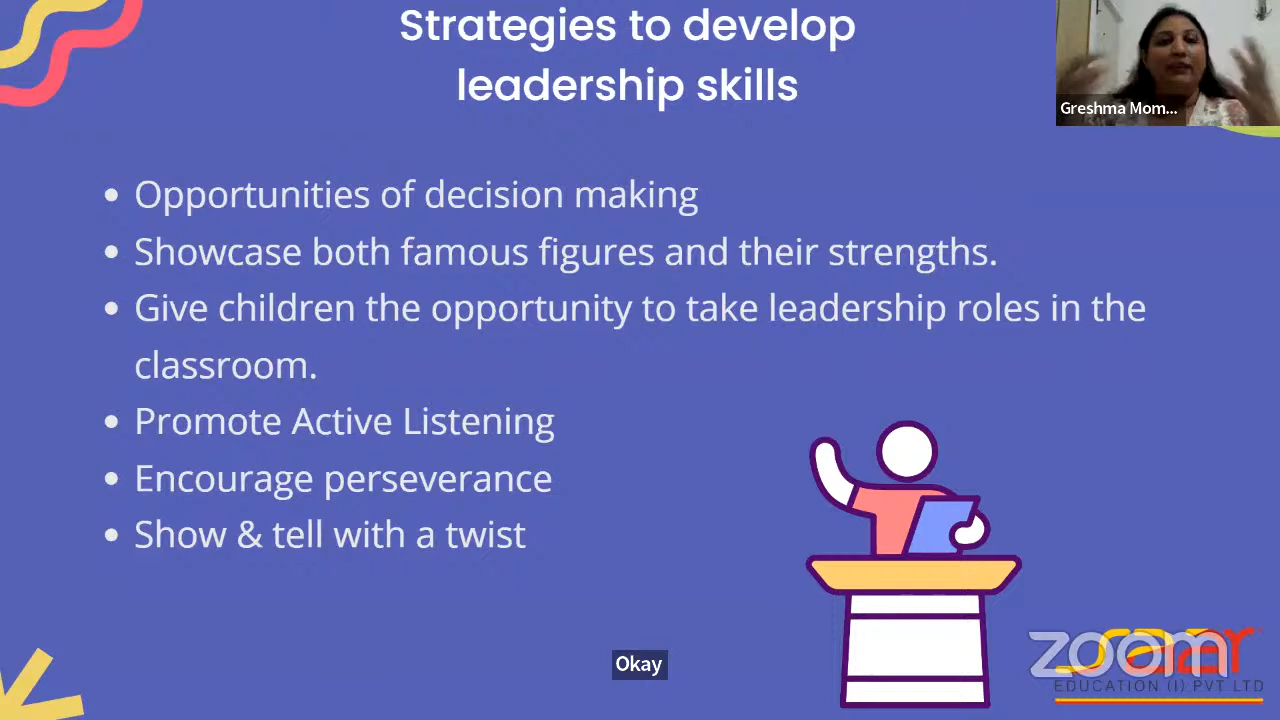 Strategies to develop
leadership skills
Greshma Mom...
• Opportunities of decision making
• Showcase both famous figures and their strengths.
• Give children the opportunity to take leadership roles in the
classroom.
• Promote Active Listening
• Encourage perseverance
• Show & tell with a twist
Okay
zoom
EDUCATION (I) PVT LTD